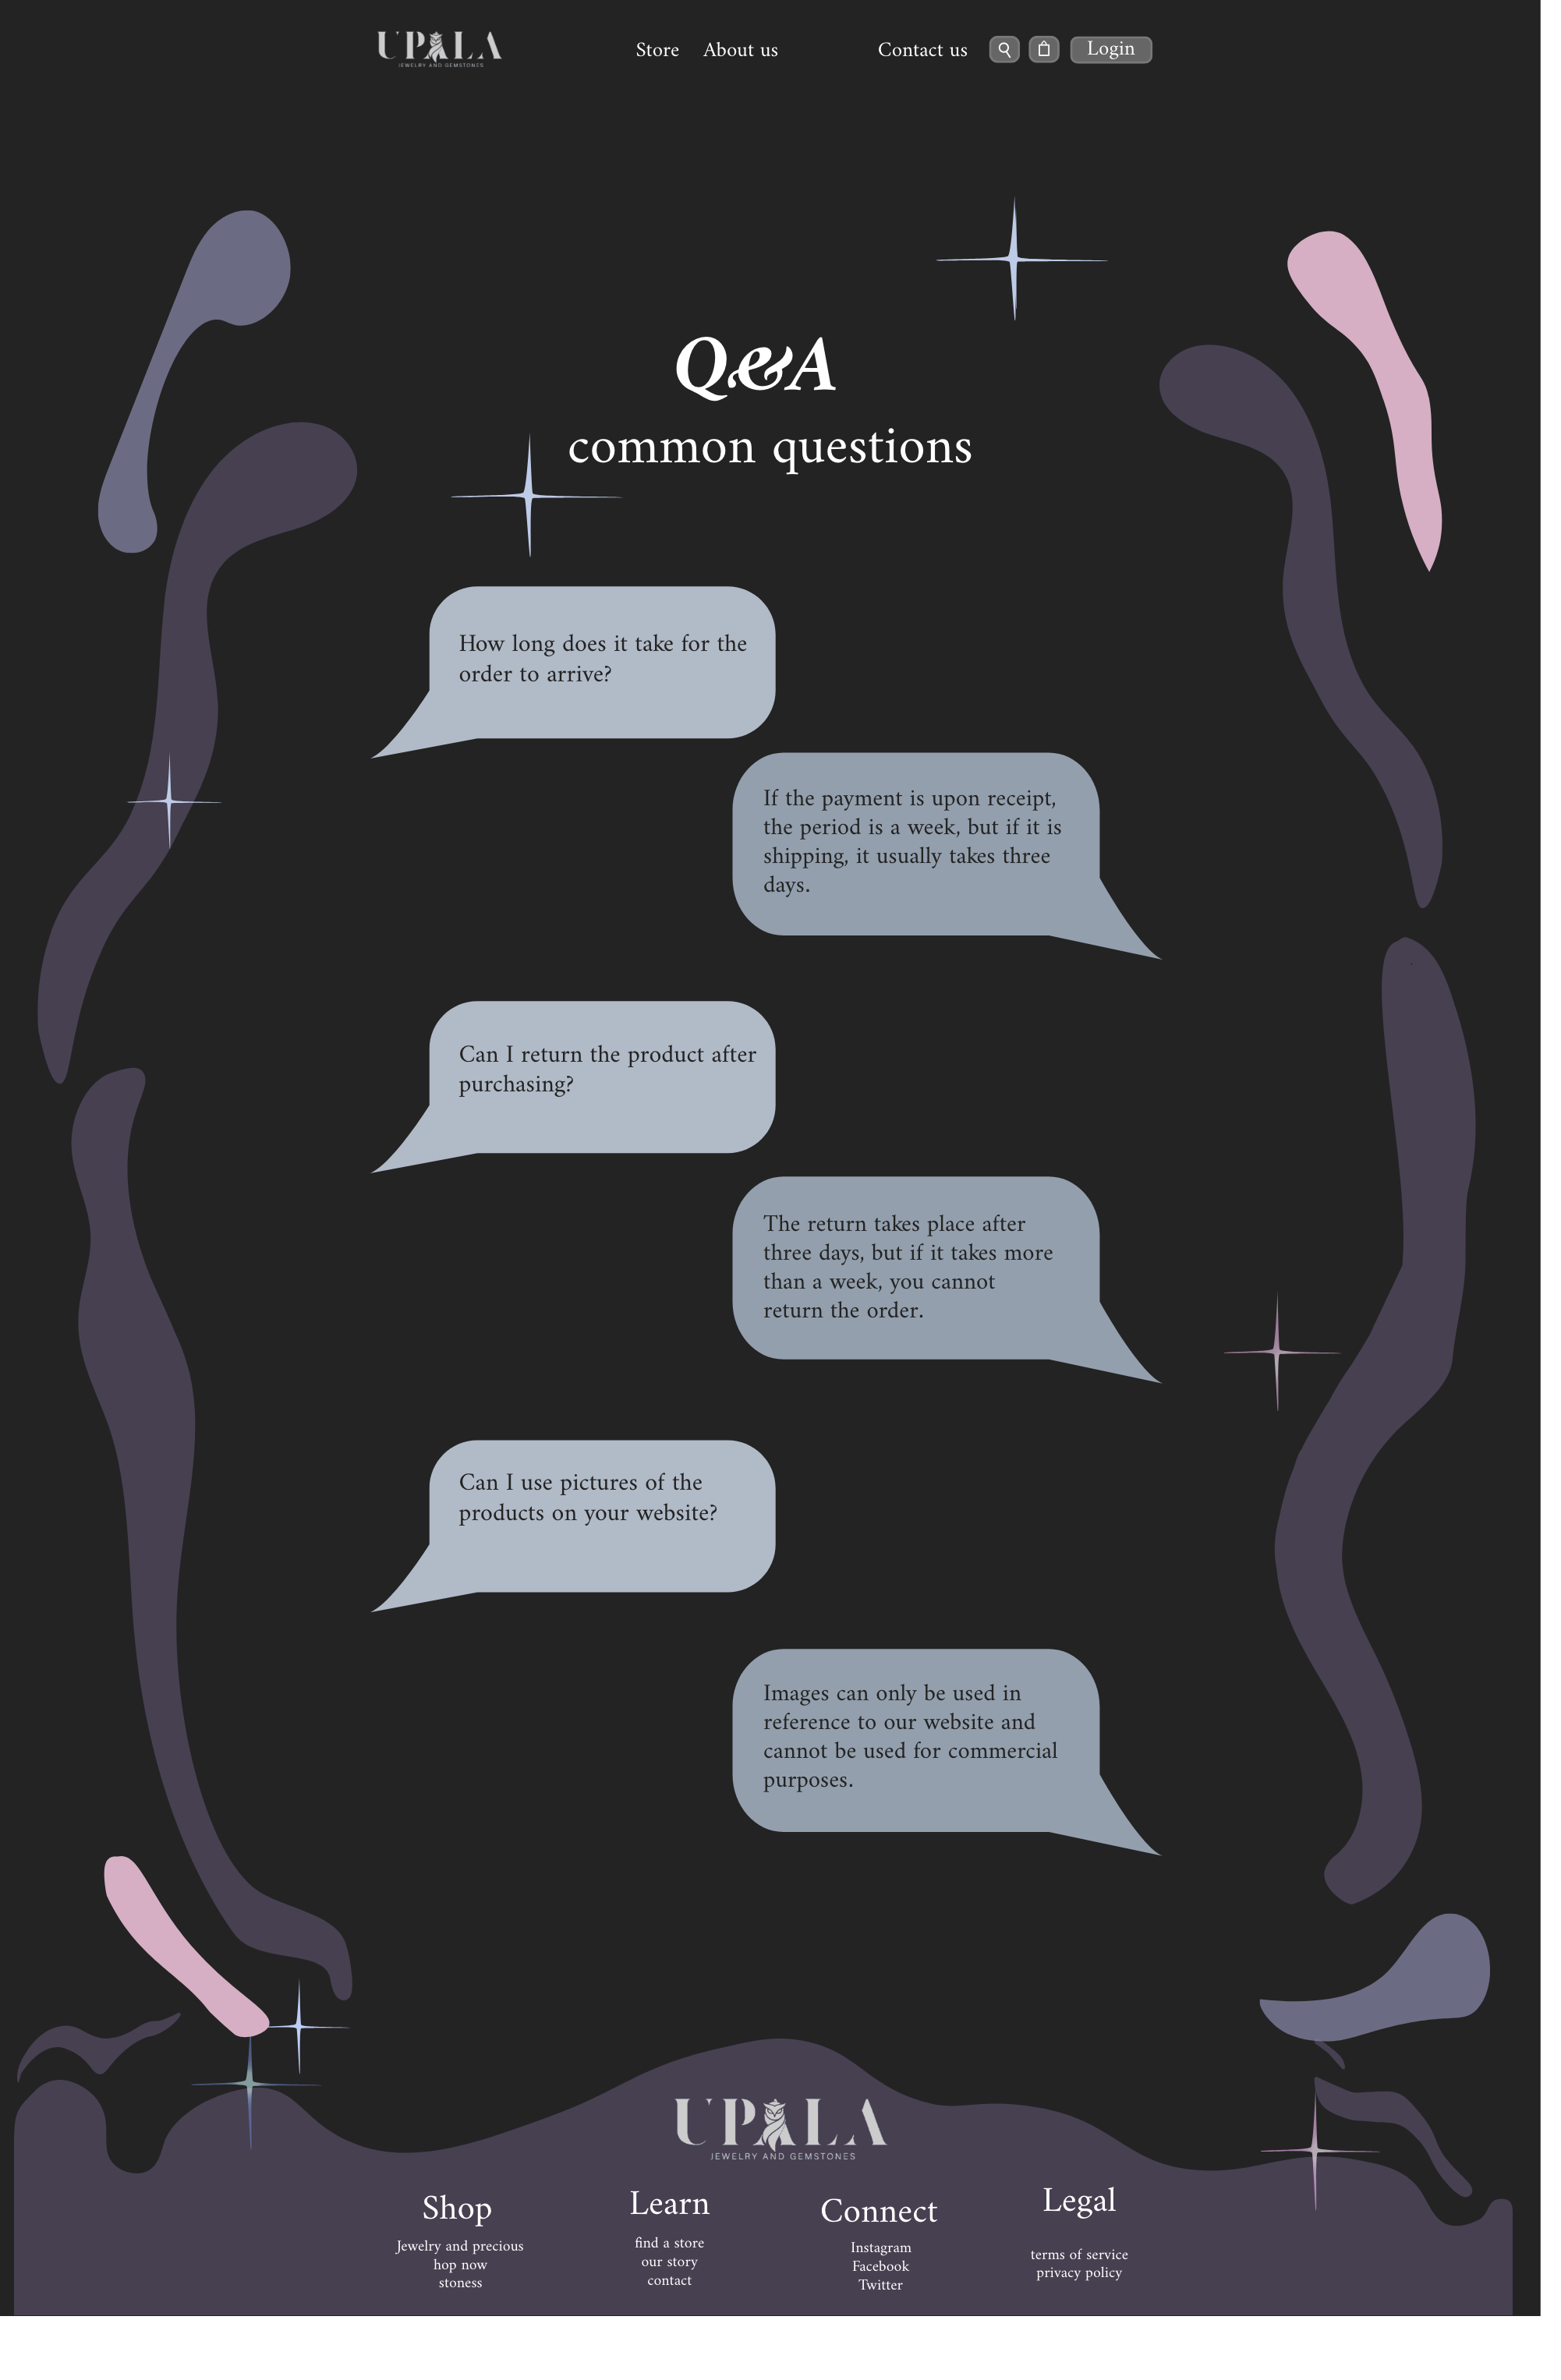 UPALA
JEWELRY AND GEMSTONES
Store
About us
Contact us
Login
Q&A
common questions
How long does it take for the
order to arrive?
If the payment is upon receipt,
the period is a week, but if it is
shipping, it usually takes three
days.
Can I return the product after
purchasing?
The return takes place after
three days, but if it takes more
than a week, you cannot
return the order.
Can I use pictures of the
products on your website?
Images can only be used in
reference to our website and
cannot be used for commercial
purposes.
UPALA
JEWELRY AND GEMSTONES
Shop
Jewelry and precious
hop now
stoness
Learn
find a store
our story
contact
Connect
Instagram
Facebook
Twitter
Legal
terms of service
privacy policy